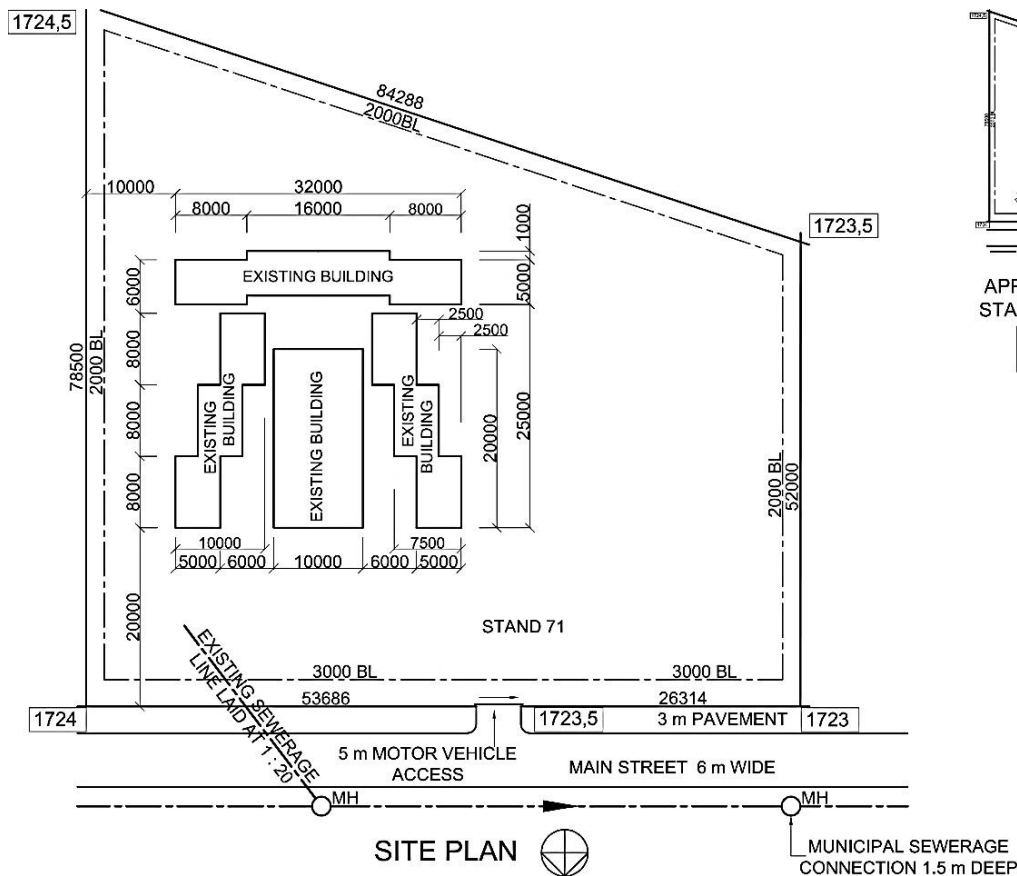 1724,5
84288
2000BL
10000
32000
8000
16000
8000
1000
1723,5
EXISTING BUILDING
6000
5000
2500
2500
78500
2000 BL
8000
8000
8000
EXISTING
BUILDING
EXISTING BUILDING
EXISTING
BUILDING
20000
25000
2000 BL
52000
10000
7500
5000
6000
10000
6000
5000
20000
STAND 71
EXISTING SEWERAGE
LINE LAID AT 1 : 20
3000 BL
3000 BL
53686
26314
1724
1723,5
3 m PAVEMENT
1723
5 m MOTOR VEHICLE
ACCESS
MAIN STREET 6 m WIDE
MH
MH
SITE PLAN
MUNICIPAL SEWERAGE
CONNECTION 1.5 m DEEP
1724,5
APP
STA